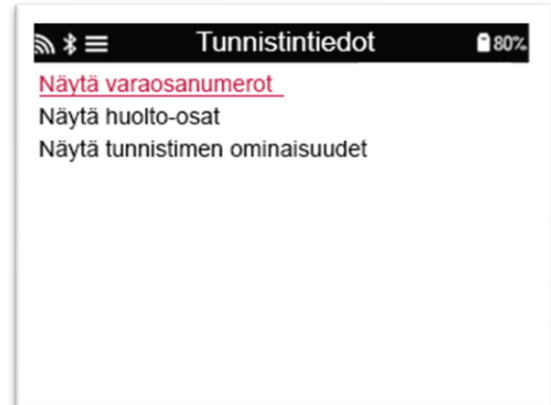 Tunnistintiedot 80%
Näytä varaosanumerot
Näytä huolto-osat
Näytä tunnistimen ominaisuudet